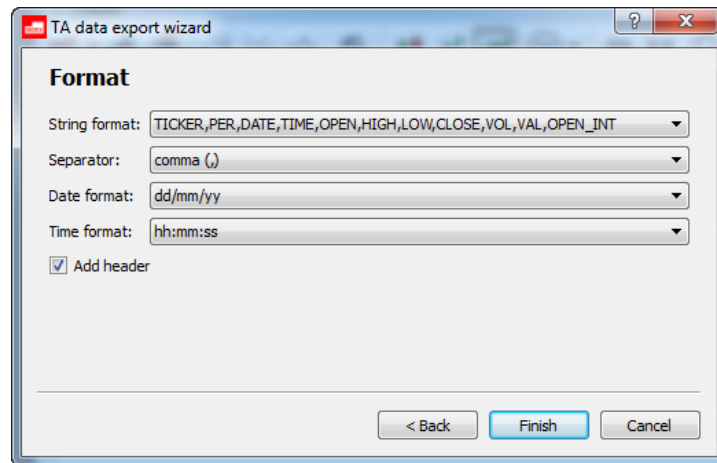 TA data export wizard
Format
String format: TICKER,PER,DATE,TIME,OPEN,HIGH,LOW,CLOSE,VOL,VAL,OPEN_INT
Separator: comma (,)
Date format: dd/mm/yy
Time format: hh:mm:ss
Add header
< Back Finish Cancel